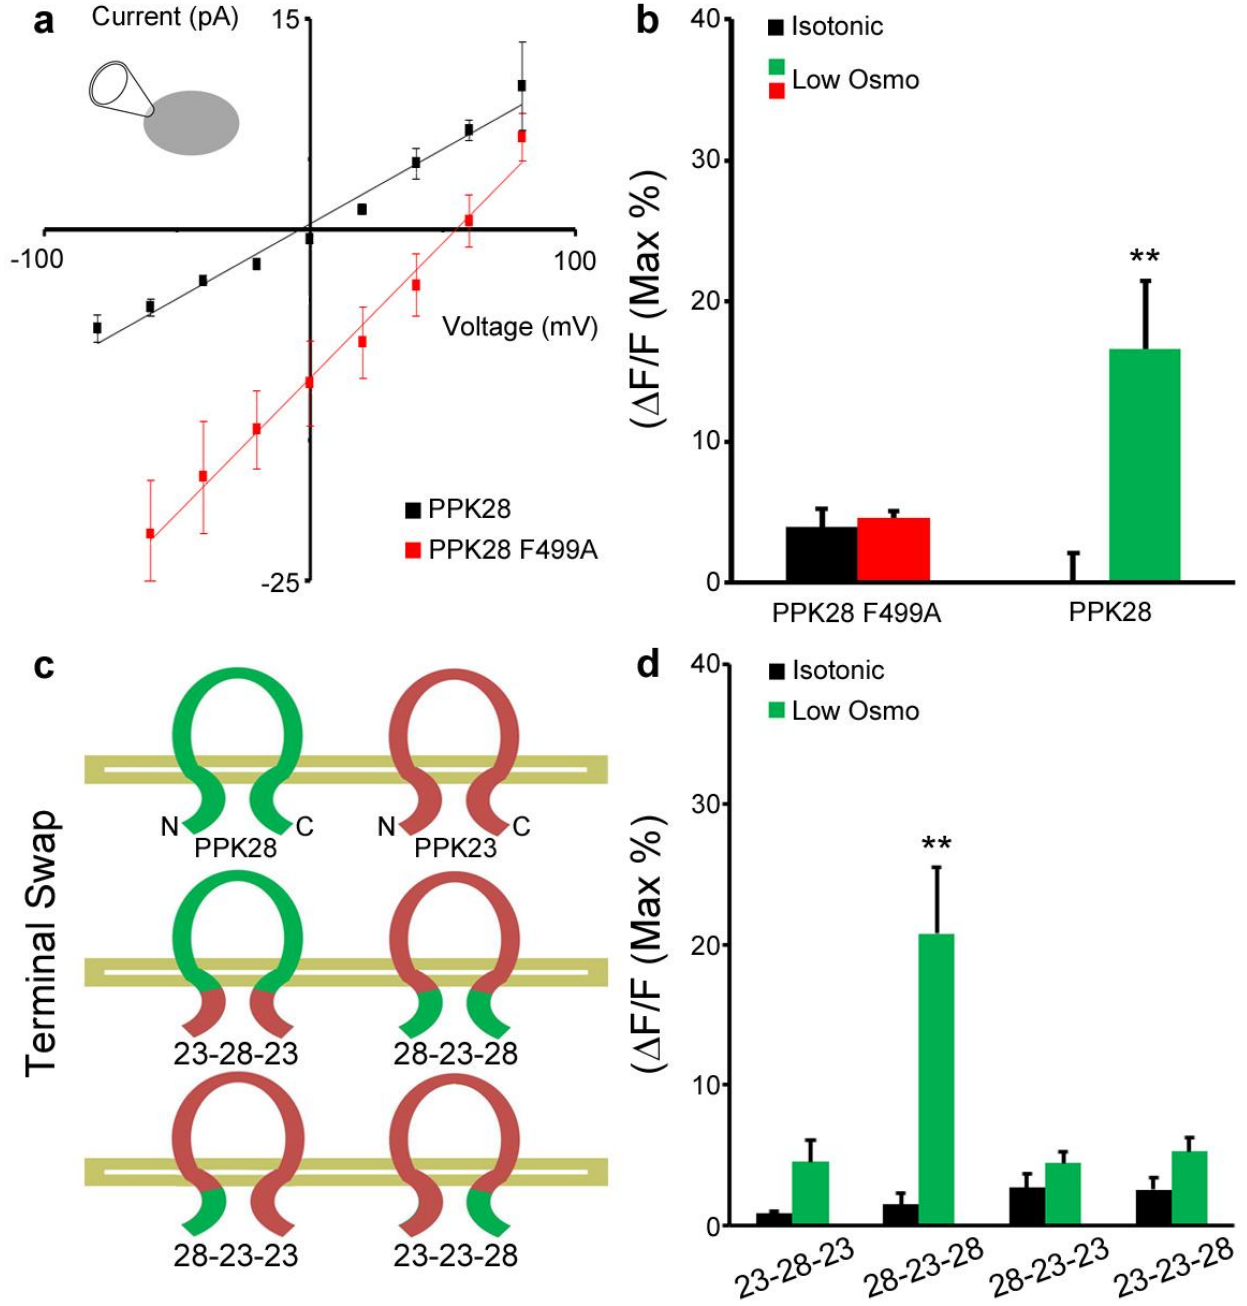 a
Current (pA)
15
-100
100
Voltage (mV)
PPK28
PPK28 F499A
-25
b
40
Isotonic
Low Osmo
30
20
10
0
(ΔF/F (Max %)
**
PPK28 F499A
PPK28
c
Terminal Swap
N
C
N
C
PPK28
PPK23
23-28-23
28-23-28
28-23-23
23-23-28
d
40
Isotonic
Low Osmo
30
20
10
0
(ΔF/F (Max %)
**
23-28-23
28-23-28
28-23-23
23-23-28